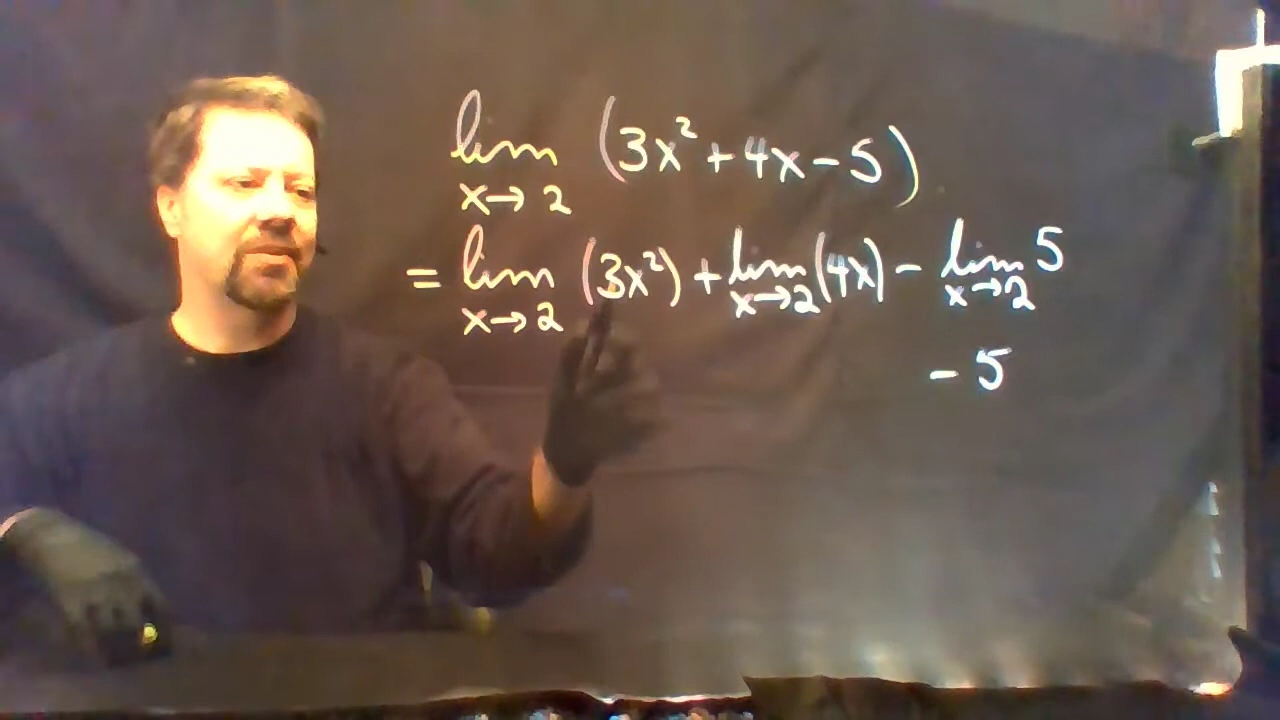 lim (3x² + 4x - 5)
x→2
= lim (3x²) + lim (4x) - lim 5
x→2 x→2 x→2
- 5